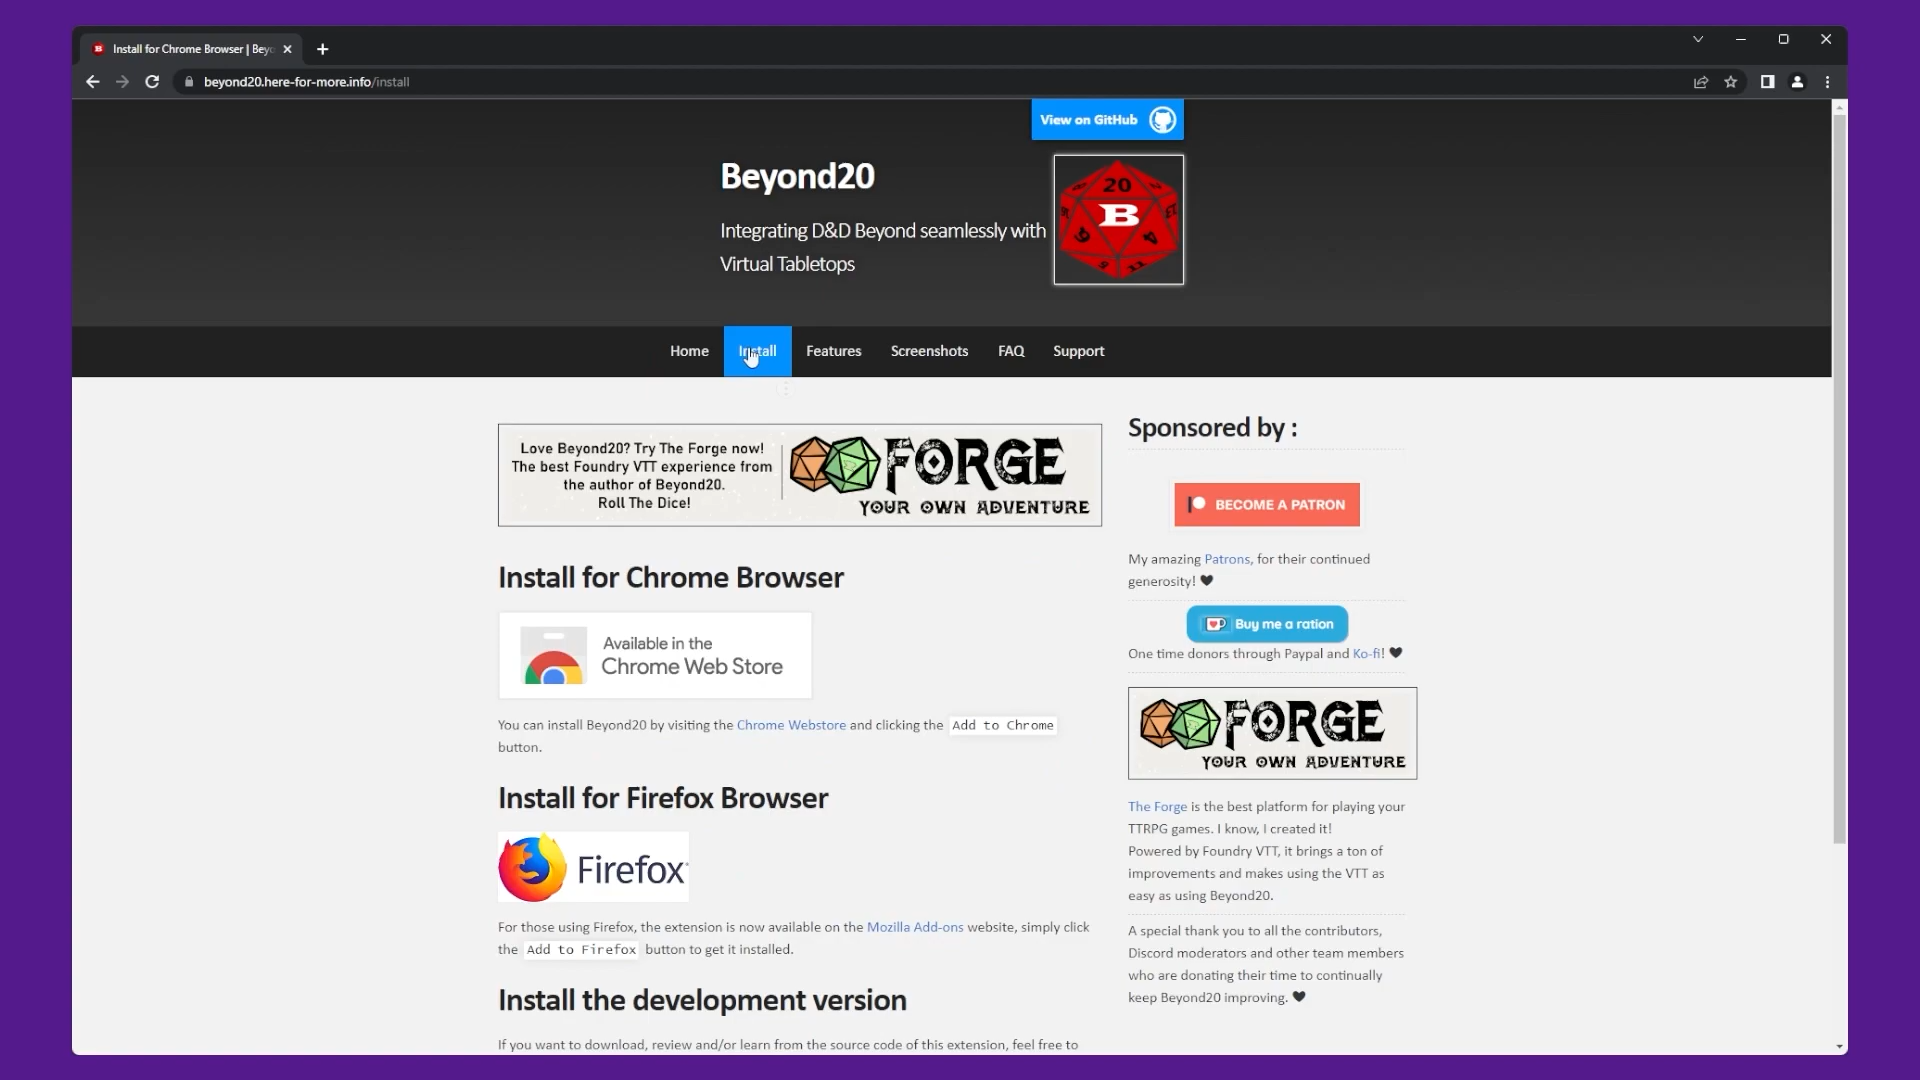 Install for Chrome Browser | Beyo
beyond20.here-for-more.info/install
View on GitHub
Beyond20
20
B
Integrating D&D Beyond seamlessly with
Virtual Tabletops
Home Install Features Screenshots FAQ Support
Love Beyond20? Try The Forge now!
The best Foundry VTT experience from
the author of Beyond20.
Roll The Dice!
FORGE
YOUR OWN ADVENTURE
Install for Chrome Browser
Available in the
Chrome Web Store
You can install Beyond20 by visiting the Chrome Webstore and clicking the Add to Chrome
button.
Install for Firefox Browser
Firefox
For those using Firefox, the extension is now available on the Mozilla Add-ons website, simply click
the Add to Firefox button to get it installed.
Install the development version
If you want to download, review and/or learn from the source code of this extension, feel free to
Sponsored by :
BECOME A PATRON
My amazing Patrons, for their continued
generosity! ♥
Buy me a ration
One time donors through Paypal and Ko-fi! ♥
FORGE
YOUR OWN ADVENTURE
The Forge is the best platform for playing your
TTRPG games. I know, I created it!
Powered by Foundry VTT, it brings a ton of
improvements and makes using the VTT as
easy as using Beyond20.
A special thank you to all the contributors,
Discord moderators and other team members
who are donating their time to continually
keep Beyond20 improving. ♥